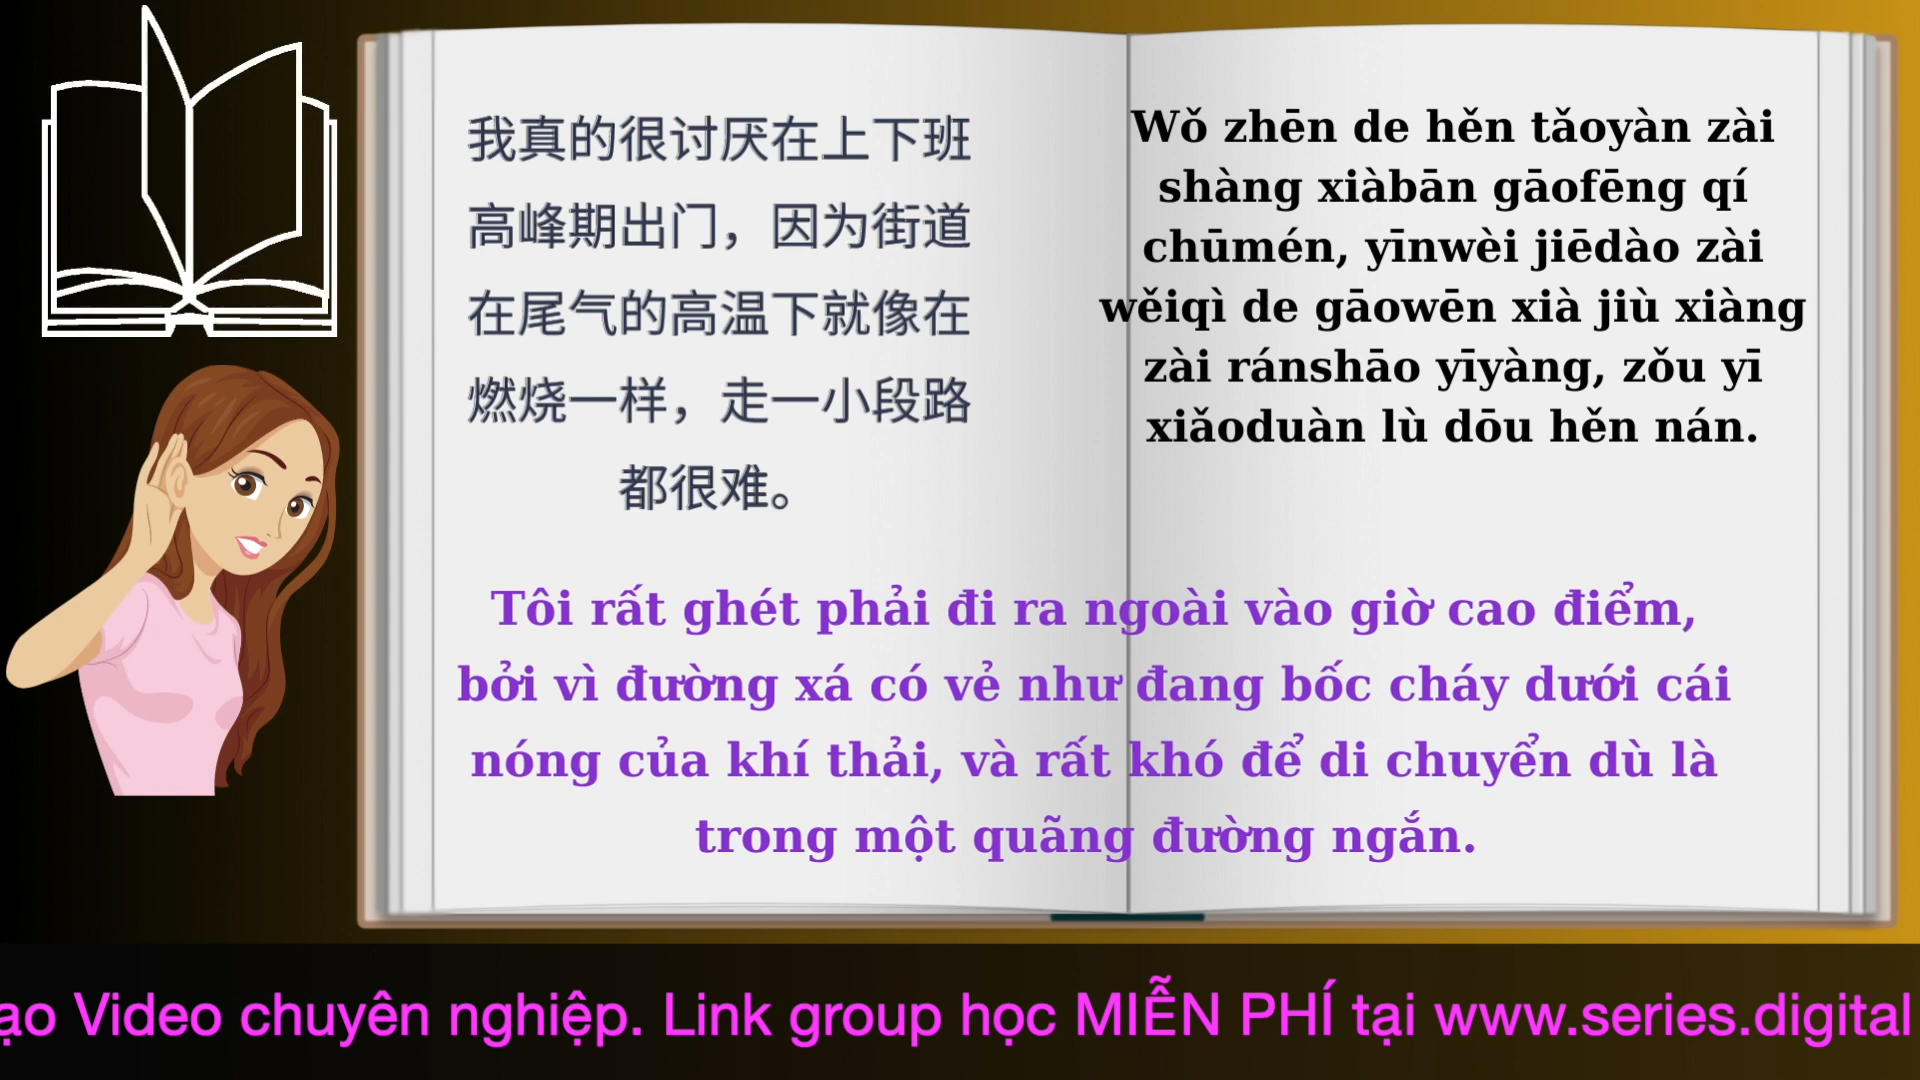 我真的很讨厌在上下班
高峰期出门，因为街道
在尾气的高温下就像在
燃烧一样，走一小段路
都很难。
Wǒ zhēn de hěn tǎoyàn zài
shàng xiàbān gāofēng qí
chūmén, yīnwèi jiēdào zài
wěiqì de gāowēn xià jiù xiàng
zài ránshāo yīyàng, zǒu yī
xiǎoduàn lù dōu hěn nán.
Tôi rất ghét phải đi ra ngoài vào giờ cao điểm,
bởi vì đường xá có vẻ như đang bốc cháy dưới cái
nóng của khí thải, và rất khó để di chuyển dù là
trong một quãng đường ngắn.
ạo Video chuyên nghiệp. Link group học MIỄN PHÍ tại www.series.digital